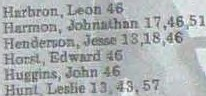 Harbron, Leon 46
Harmon, Johnathan 17,46,51
Henderson, Jesse 13,18,46
Horst, Edward 46
Huggins, John 46
Hunt, Leslie 13, 43, 57